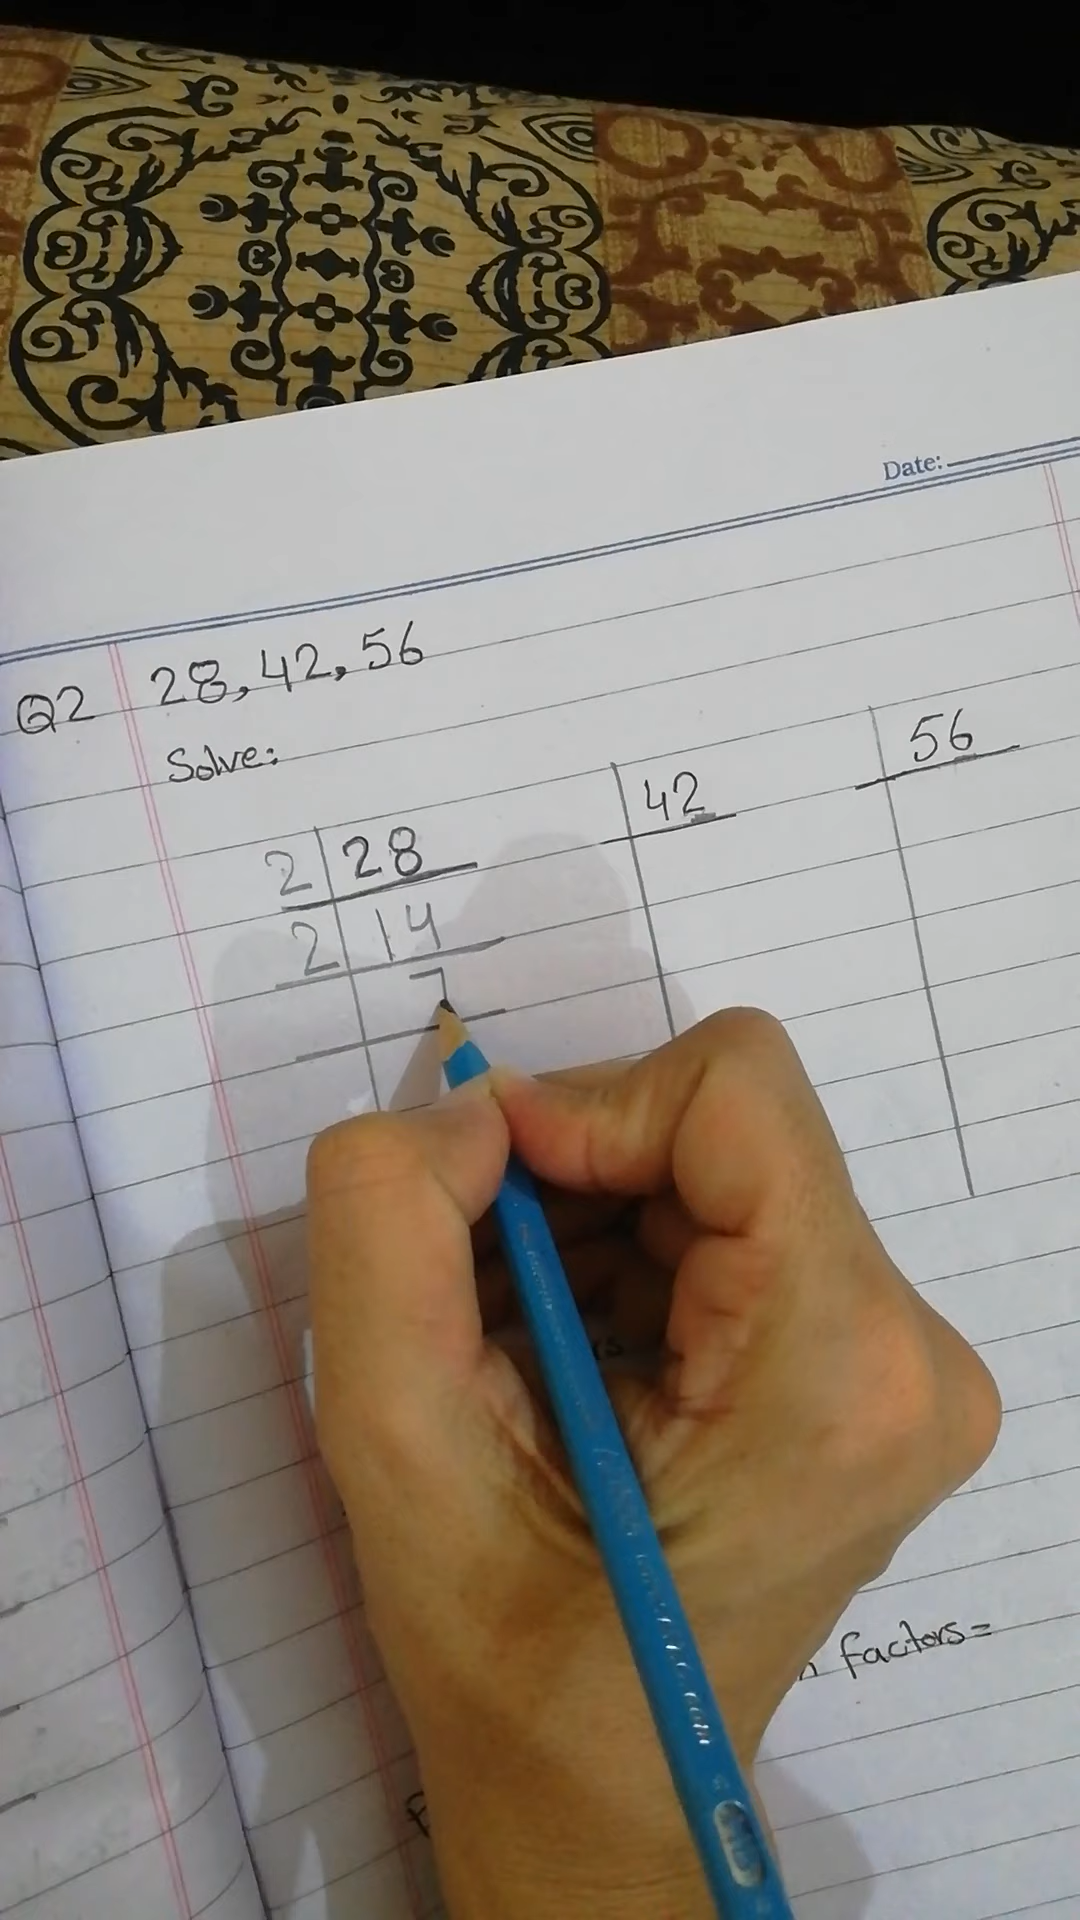 Date:
Q2 28, 42, 56
Solve:
2 28
2 14
7
42
56
factors=